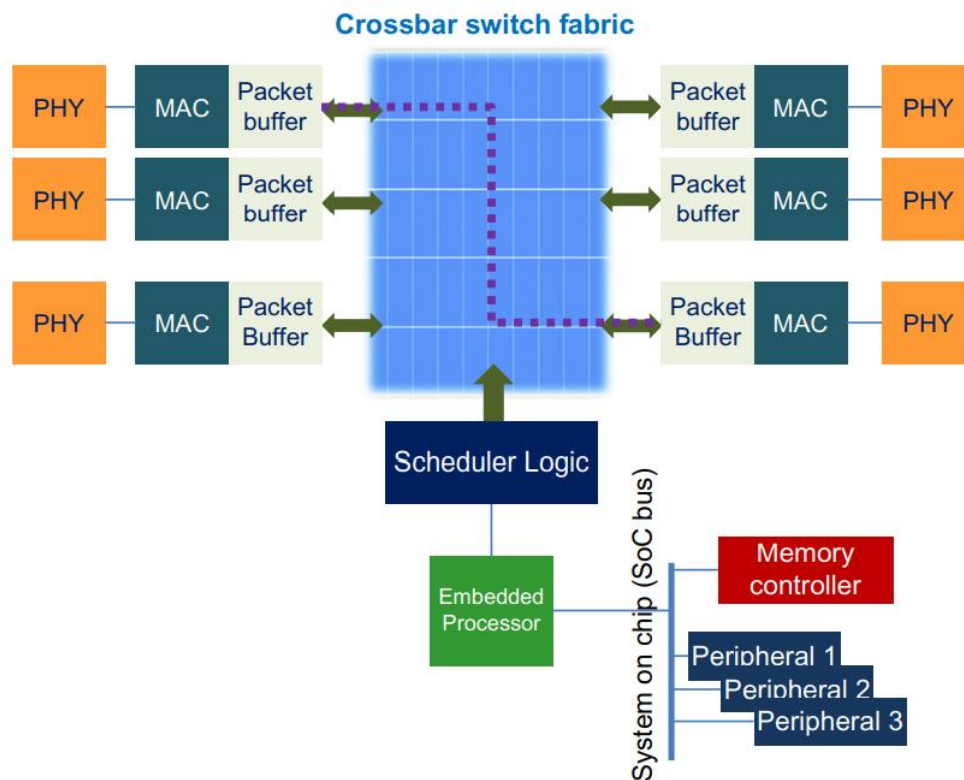 Crossbar switch fabric
PHY
MAC
Packet
buffer
Packet
buffer
MAC
PHY
PHY
MAC
Packet
buffer
Packet
buffer
MAC
PHY
PHY
MAC
Packet
Buffer
Packet
Buffer
MAC
PHY
Scheduler Logic
Embedded
Processor
System on chip (SoC bus)
Memory
controller
Peripheral 1
Peripheral 2
Peripheral 3